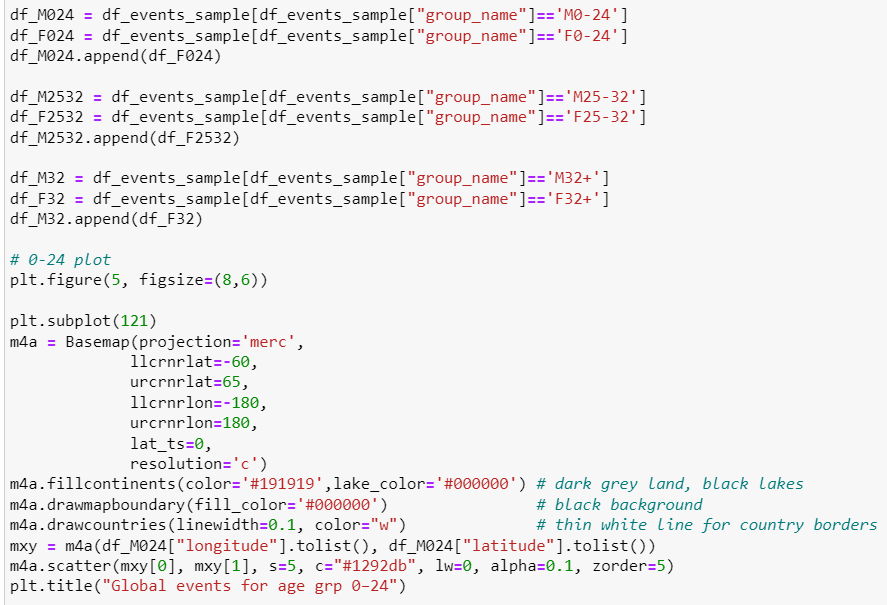 df_M024 = df_events_sample[df_events_sample["group_name"]=='M0-24']
df_F024 = df_events_sample[df_events_sample["group_name"]=='F0-24']
df_M024.append(df_F024)

df_M2532 = df_events_sample[df_events_sample["group_name"]=='M25-32']
df_F2532 = df_events_sample[df_events_sample["group_name"]=='F25-32']
df_M2532.append(df_F2532)

df_M32 = df_events_sample[df_events_sample["group_name"]=='M32+']
df_F32 = df_events_sample[df_events_sample["group_name"]=='F32+']
df_M32.append(df_F32)

# 0-24 plot
plt.figure(5, figsize=(8,6))

plt.subplot(121)
m4a = Basemap(projection='merc',
             llcrnrlat=-60,
             urcrnrlat=65,
             llcrnrlon=-180,
             urcrnrlon=180,
             lat_ts=0,
             resolution='c')
m4a.fillcontinents(color='#191919',lake_color='#000000') # dark grey land, black lakes
m4a.drawmapboundary(fill_color='#000000')                # black background
m4a.drawcountries(linewidth=0.1, color="w")              # thin white line for country borders
mxy = m4a(df_M024["longitude"].tolist(), df_M024["latitude"].tolist())
m4a.scatter(mxy[0], mxy[1], s=5, c="#1292db", lw=0, alpha=0.1, zorder=5)
plt.title("Global events for age grp 0-24")